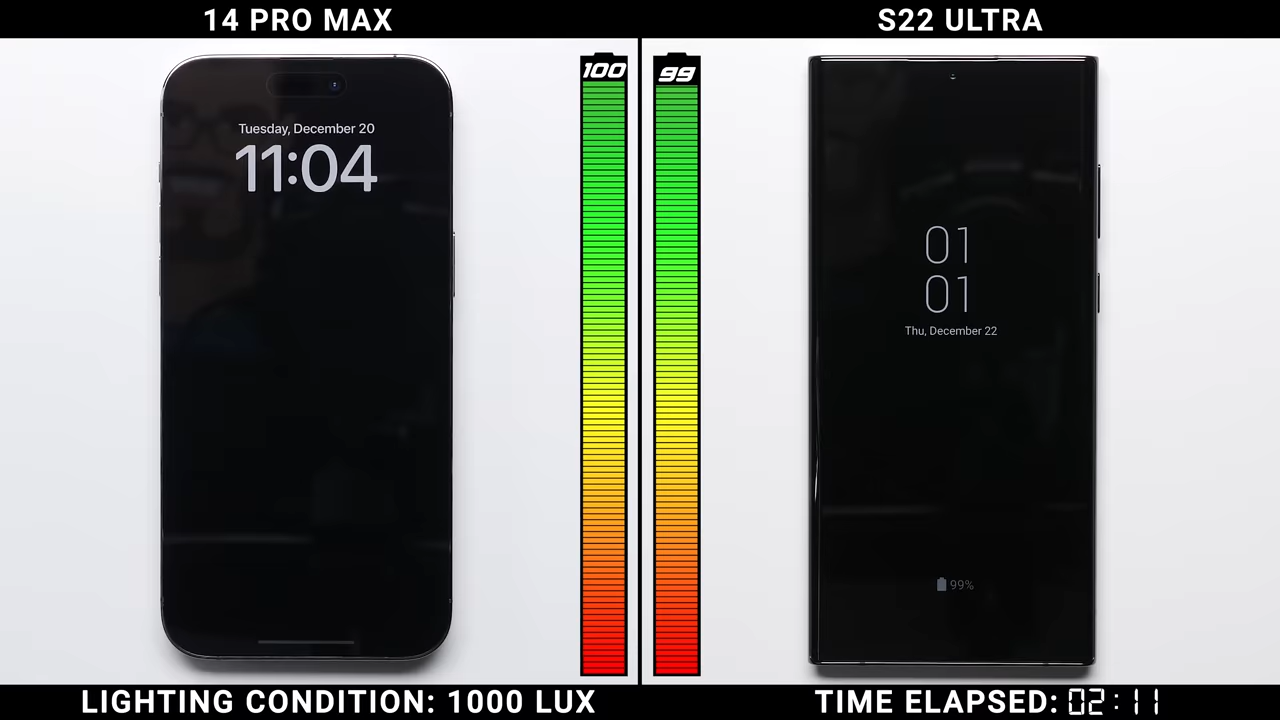 14 PRO MAX
S22 ULTRA
100
99
Tuesday, December 20
11:04
01
01
Thu, December 22
99%
LIGHTING CONDITION: 1000 LUX
TIME ELAPSED: 02:11